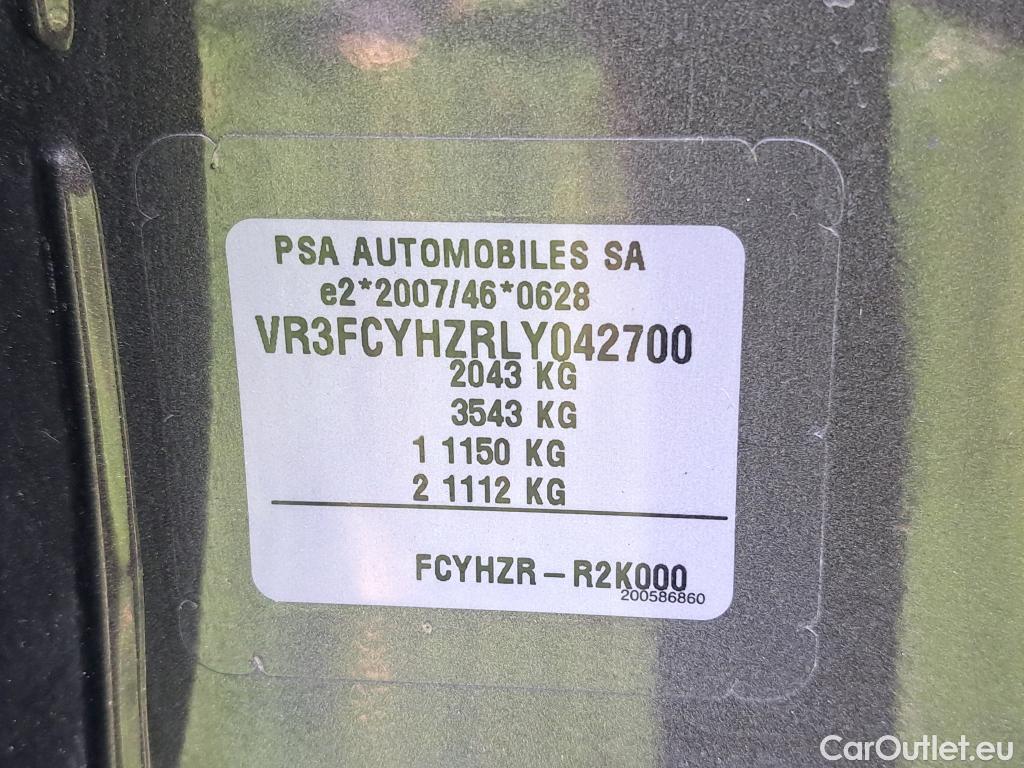 PSA AUTOMOBILES SA
e2*2007/46*0628
VR3FCYHZRLY042700
2043 KG
3543 KG
1 1150 KG
2 1112 KG
FCYHZR – R2K000
200586860
CarOutlet.eu